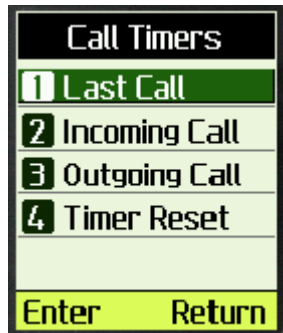 Call Timers
1 Last Call
2 Incoming Call
3 Outgoing Call
4 Timer Reset
Enter Return